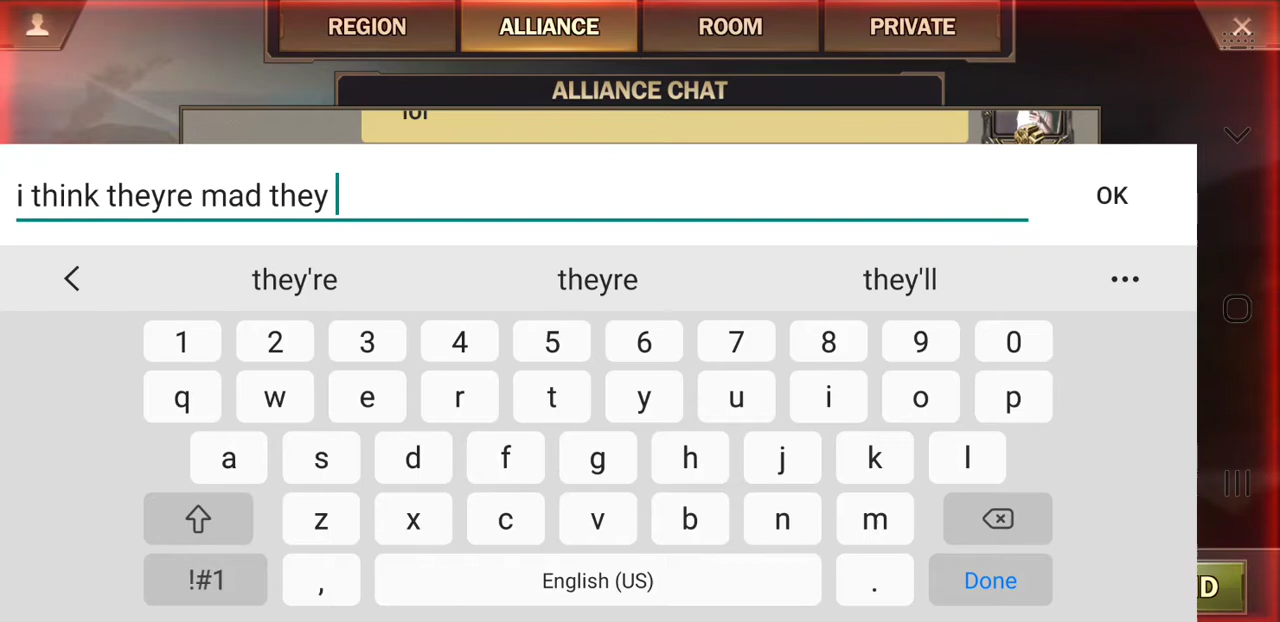 REGION
ALLIANCE
ROOM
PRIVATE
ALLIANCE CHAT
lol
i think theyre mad they
OK
they're
theyre
they'll
1 2 3 4 5 6 7 8 9 0
q w e r t y u i o p
a s d f g h j k l
z x c v b n m
!#1
,
English (US)
.
Done